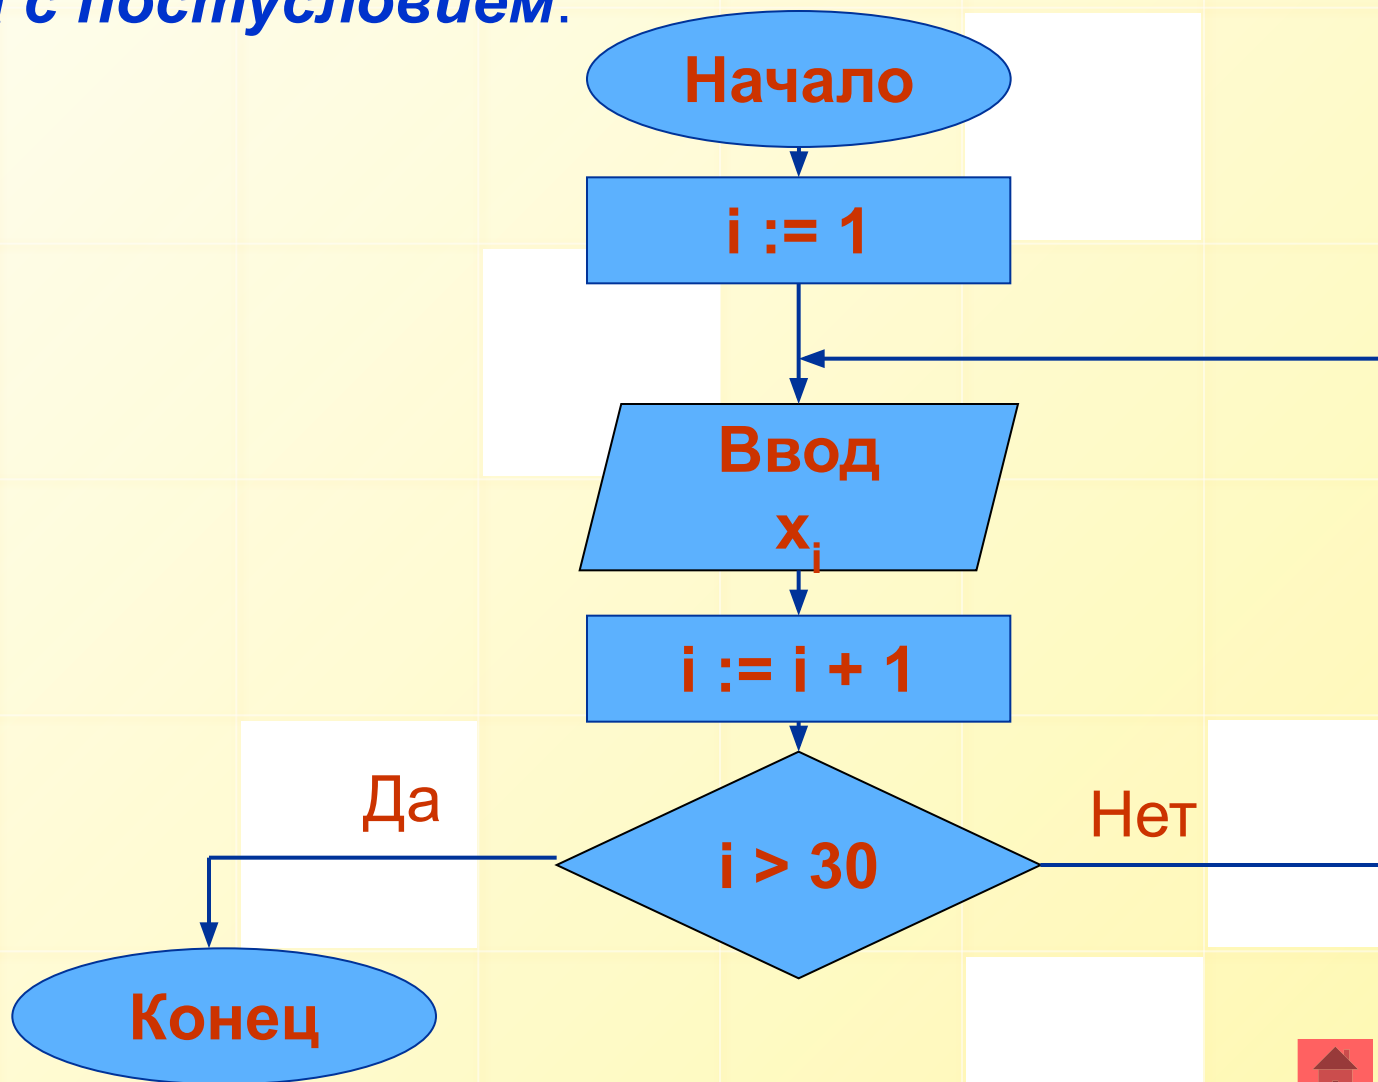 с постусловием.
Начало
i := 1
Ввод
xi
i := i + 1
Да
Нет
i > 30
Конец